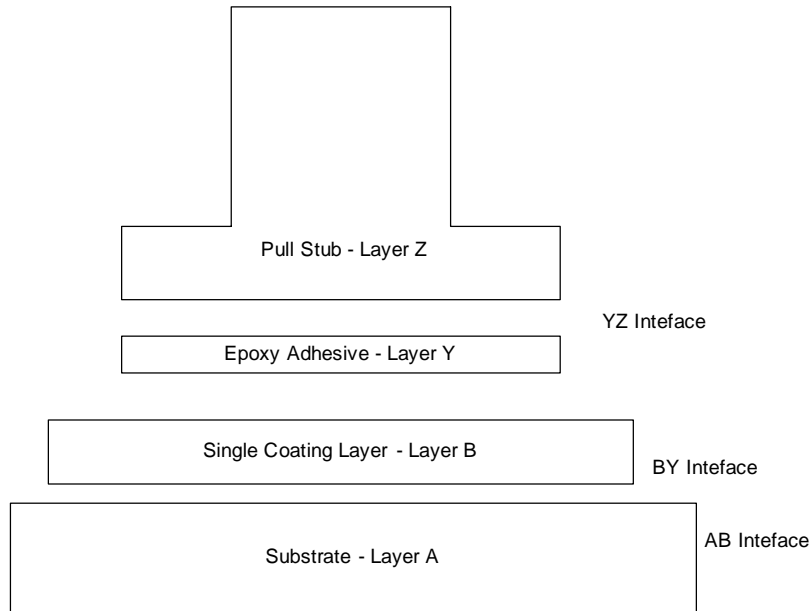 Pull Stub - Layer Z
YZ Inteface
Epoxy Adhesive - Layer Y
Single Coating Layer - Layer B
BY Inteface
AB Inteface
Substrate - Layer A